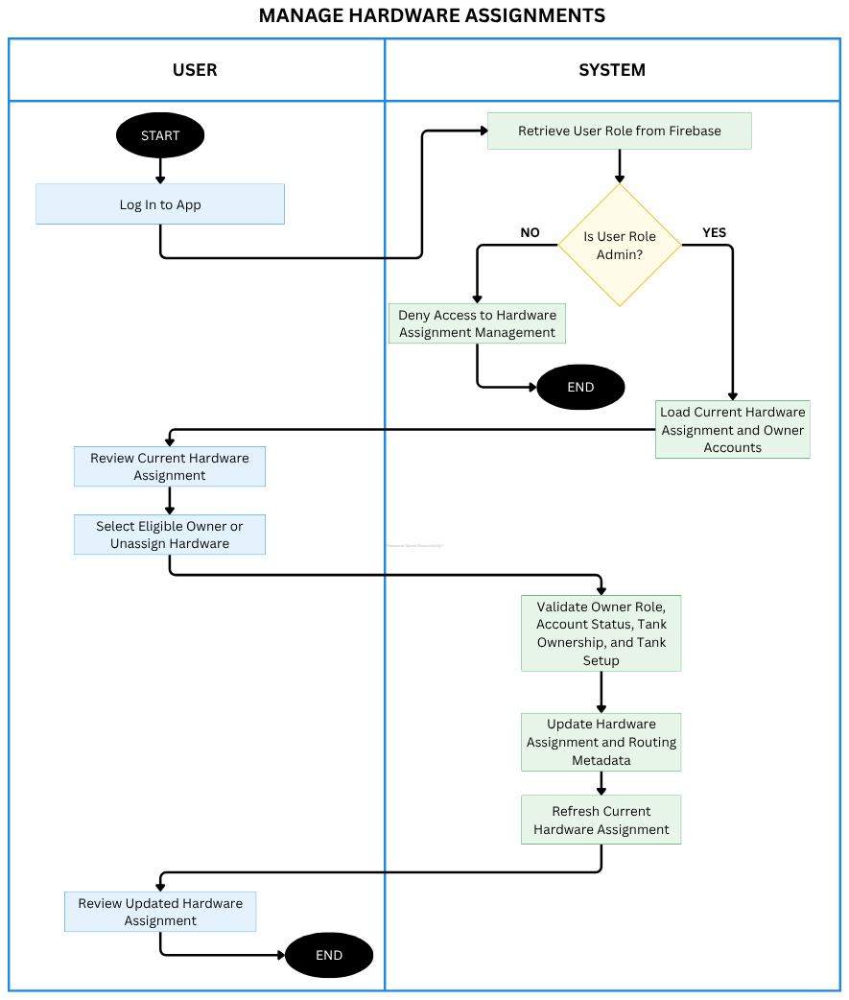 MANAGE HARDWARE ASSIGNMENTS
USER
SYSTEM
START
Log In to App
Retrieve User Role from Firebase
Is User Role
Admin?
NO
YES
Deny Access to Hardware
Assignment Management
END
Load Current Hardware
Assignment and Owner
Accounts
Review Current Hardware
Assignment
Select Eligible Owner or
Unassign Hardware
Validate Owner Role,
Account Status, Tank
Ownership, and Tank
Setup
Update Hardware
Assignment and Routing
Metadata
Refresh Current
Hardware Assignment
Review Updated Hardware
Assignment
END